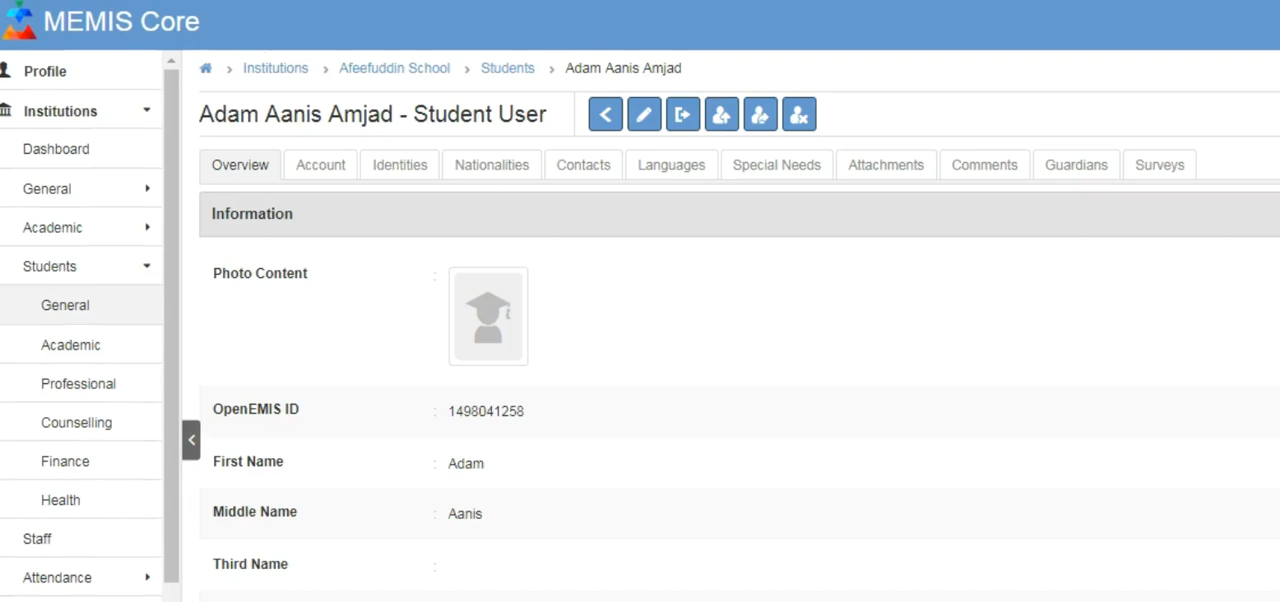 MEMIS Core
Profile
Institutions
Dashboard
General
Academic
Students
General
Academic
Professional
Counselling
Finance
Health
Staff
Attendance
Institutions > Afeefuddin School > Students > Adam Aanis Amjad
Adam Aanis Amjad - Student User
Overview Account Identities Nationalities Contacts Languages Special Needs Attachments Comments Guardians Surveys
Information
Photo Content :
OpenEMIS ID : 1498041258
First Name : Adam
Middle Name : Aanis
Third Name :